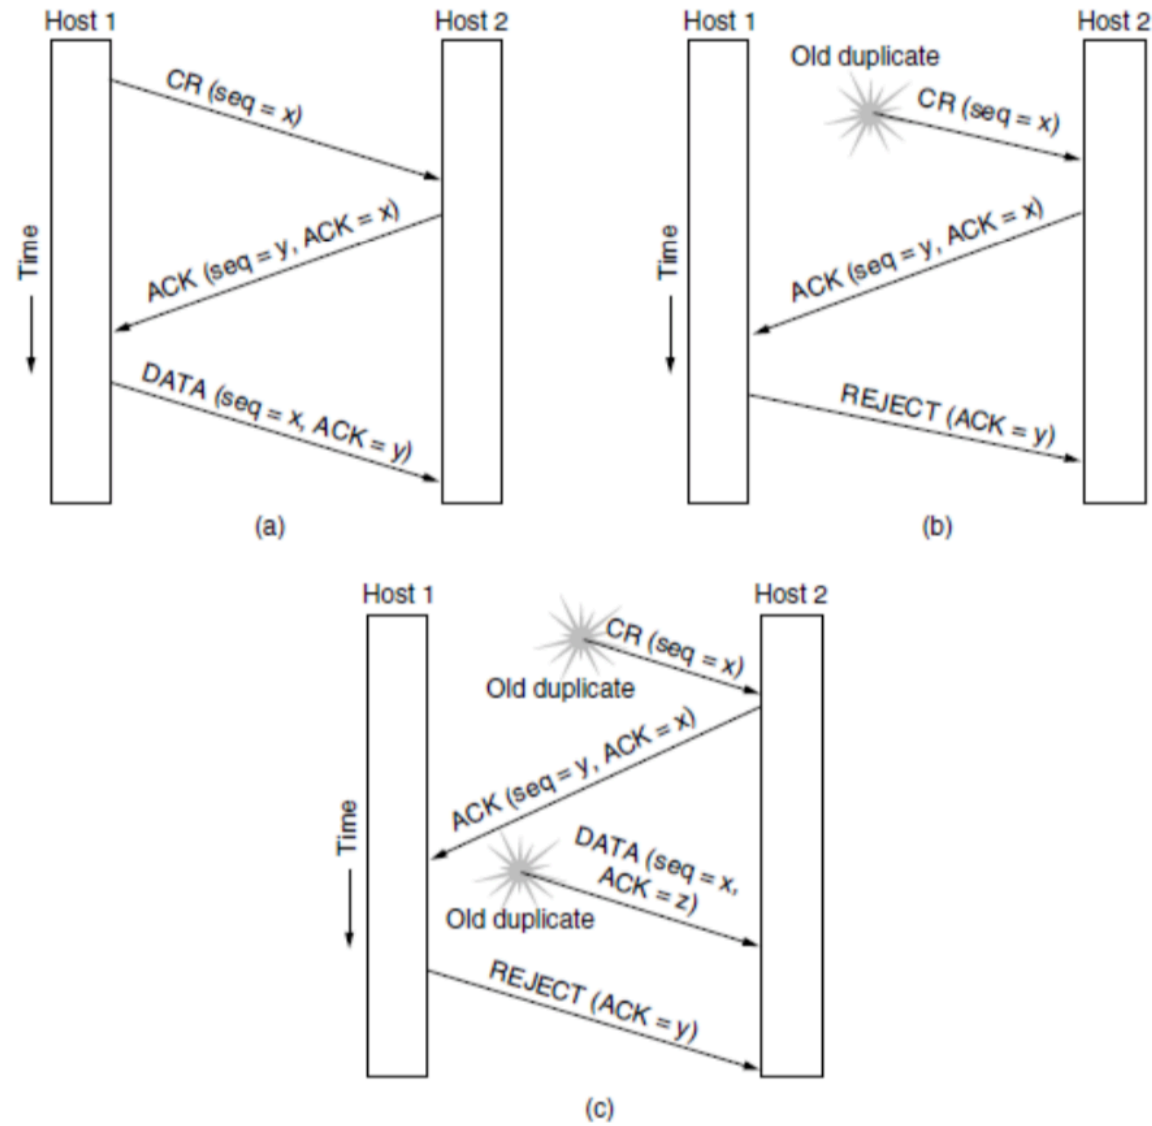 Host 1
Host 2
CR (seq = x)
ACK (seq = y, ACK = x)
Time
DATA (seq = x, ACK = y)
(a)
Host 1
Host 2
Old duplicate
CR (seq = x)
ACK (seq = y, ACK = x)
Time
REJECT (ACK = y)
(b)
Host 1
Host 2
CR (seq = x)
Old duplicate
ACK (seq = y, ACK = x)
Time
DATA (seq = x,
ACK = z)
Old duplicate
REJECT (ACK = y)
(c)